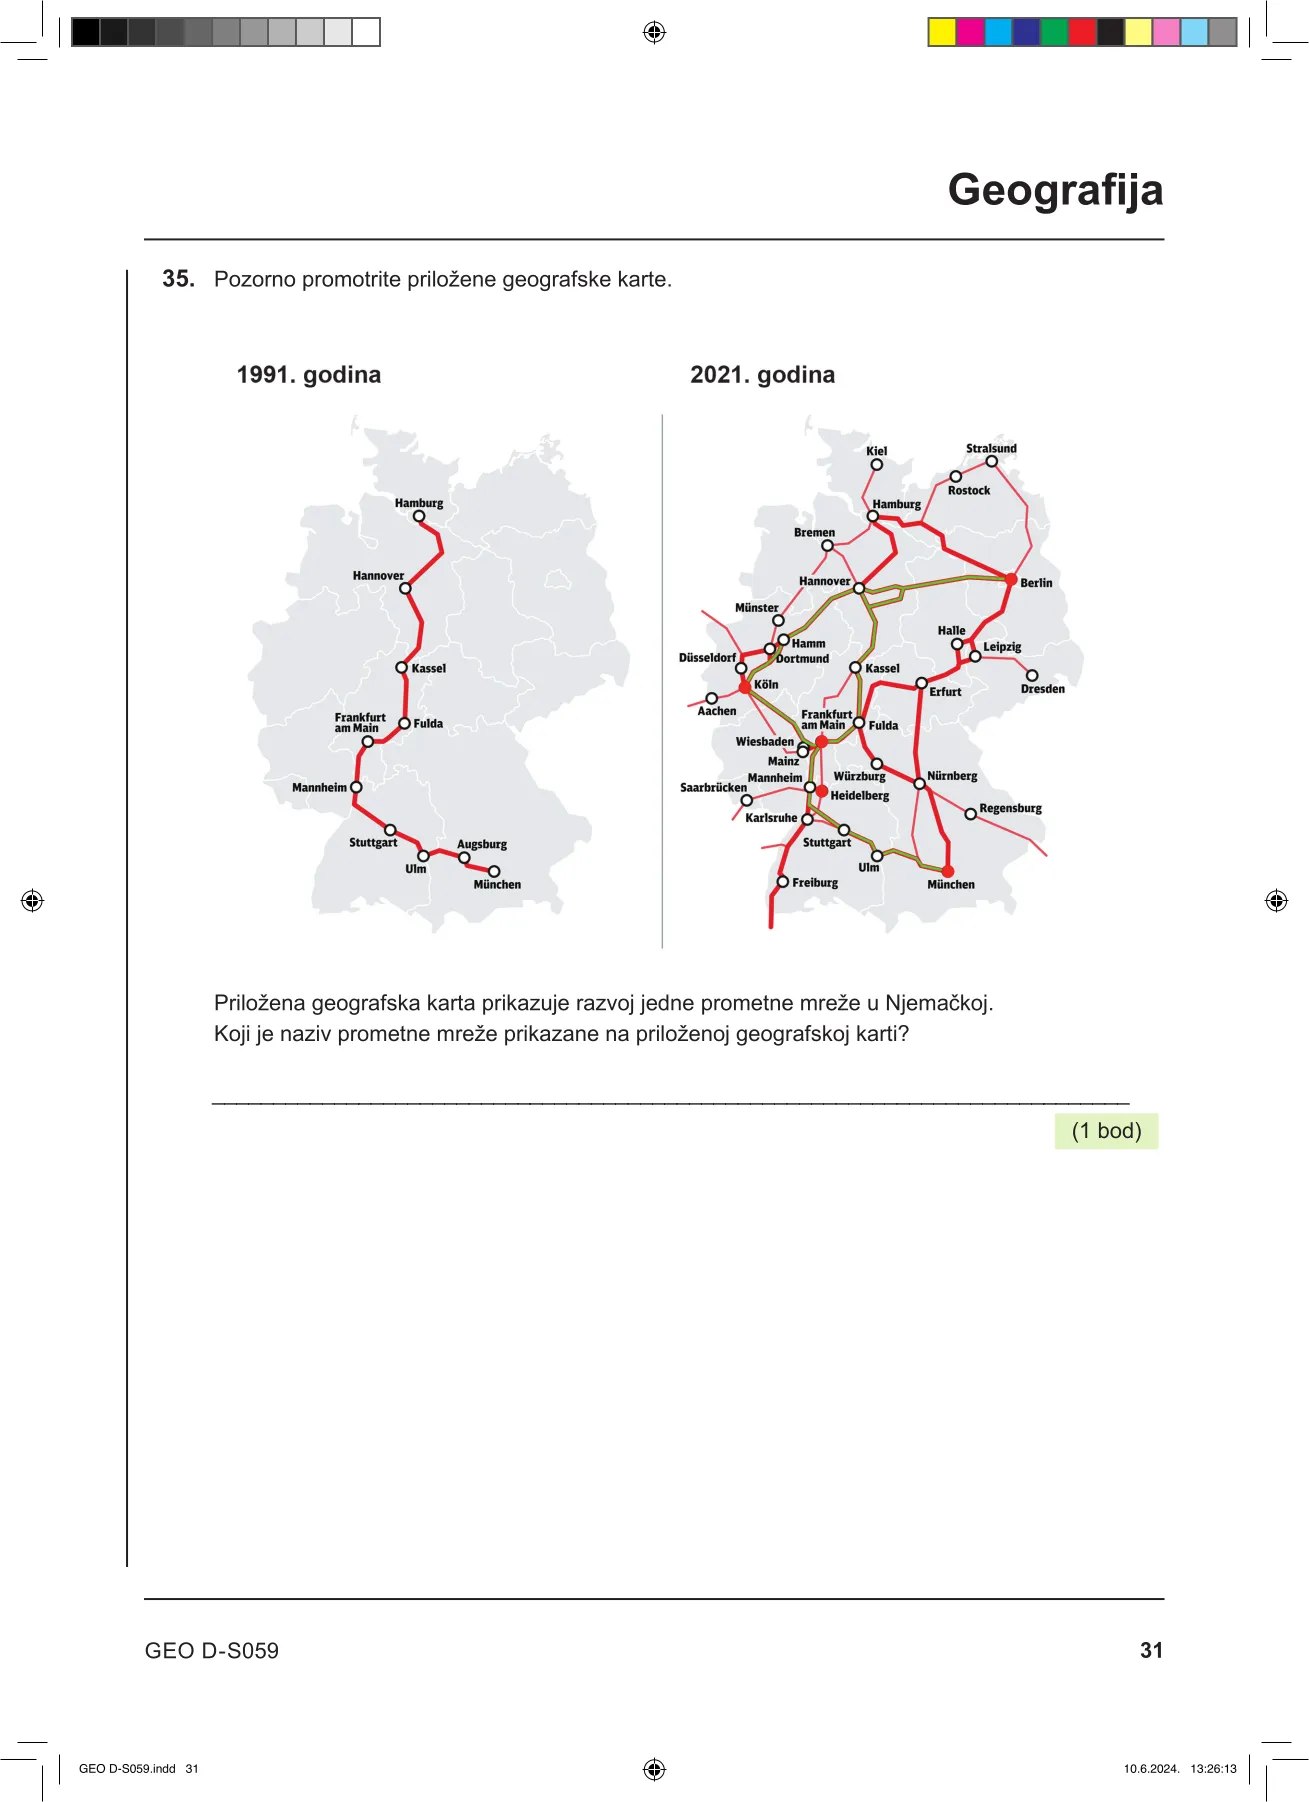 Geografija
35. Pozorno promotrite priložene geografske karte.
1991. godina
2021. godina
Hamburg
Hannover
Kassel
Frankfurt
am Main
Fulda
Mannheim
Stuttgart
Augsburg
Ulm
München
Kiel
Stralsund
Rostock
Hamburg
Bremen
Hannover
Berlin
Münster
Halle
Hamm
Leipzig
Düsseldorf
Dortmund
Kassel
Köln
Erfurt
Dresden
Aachen
Frankfurt
am Main
Fulda
Wiesbaden
Mainz
Würzburg
Nürnberg
Mannheim
Saarbrücken
Heidelberg
Regensburg
Karlsruhe
Stuttgart
Ulm
Freiburg
München
Priložena geografska karta prikazuje razvoj jedne prometne mreže u Njemačkoj.
Koji je naziv prometne mreže prikazane na priloženoj geografskoj karti?
(1 bod)
GEO D-S059
31
GEO D-S059.indd 31
10.6.2024. 13:26:13